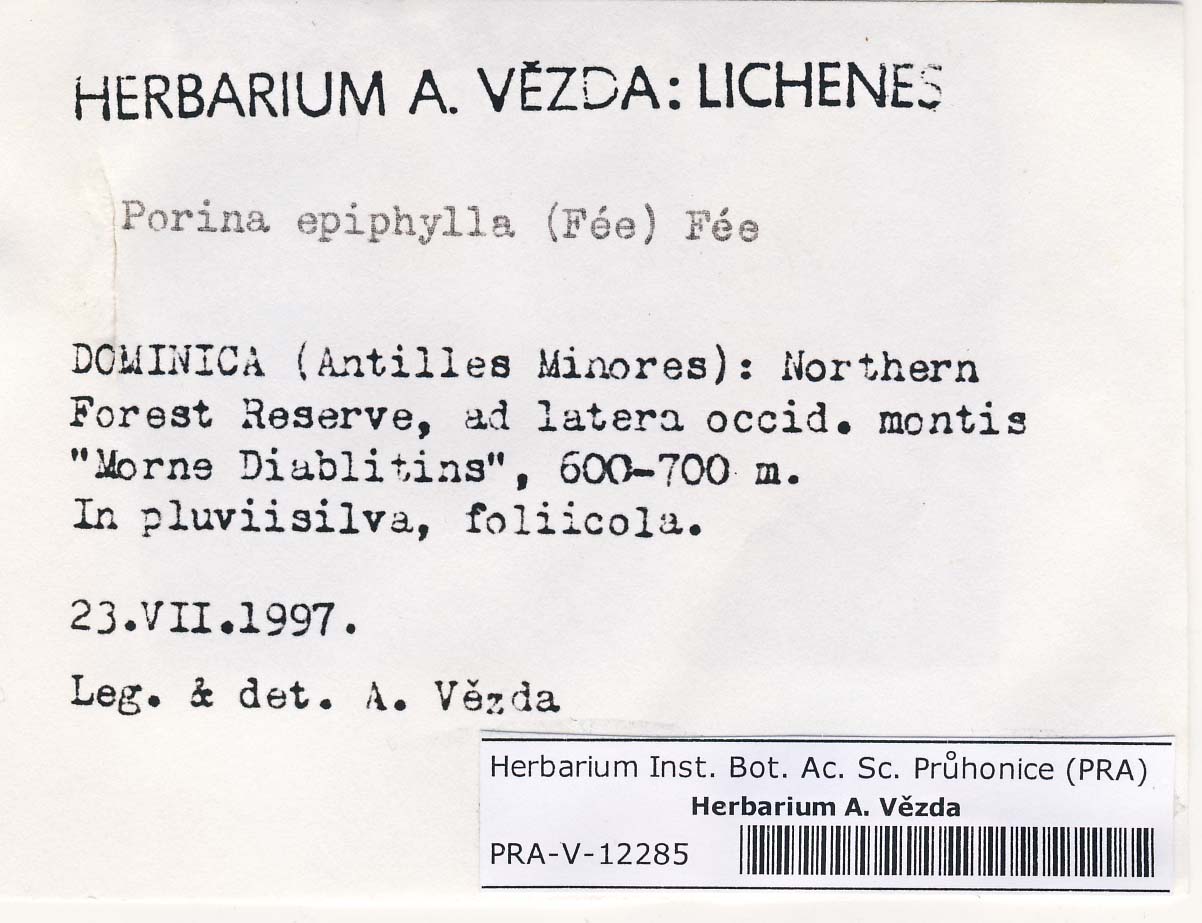 HERBARIUM A. VĚZDA: LICHENES
Porina epiphylla (Fée) Fée
DOMINICA (Antilles Minores): Northern
Forest Reserve, ad latera occid. montis
"Morne Diablitins", 600-700 m.
In pluviisilva, foliicola.
23.VII.1997.
Leg. & det. A. Vězda
Herbarium Inst. Bot. Ac. Sc. Průhonice (PRA)
Herbarium A. Vězda
PRA-V-12285